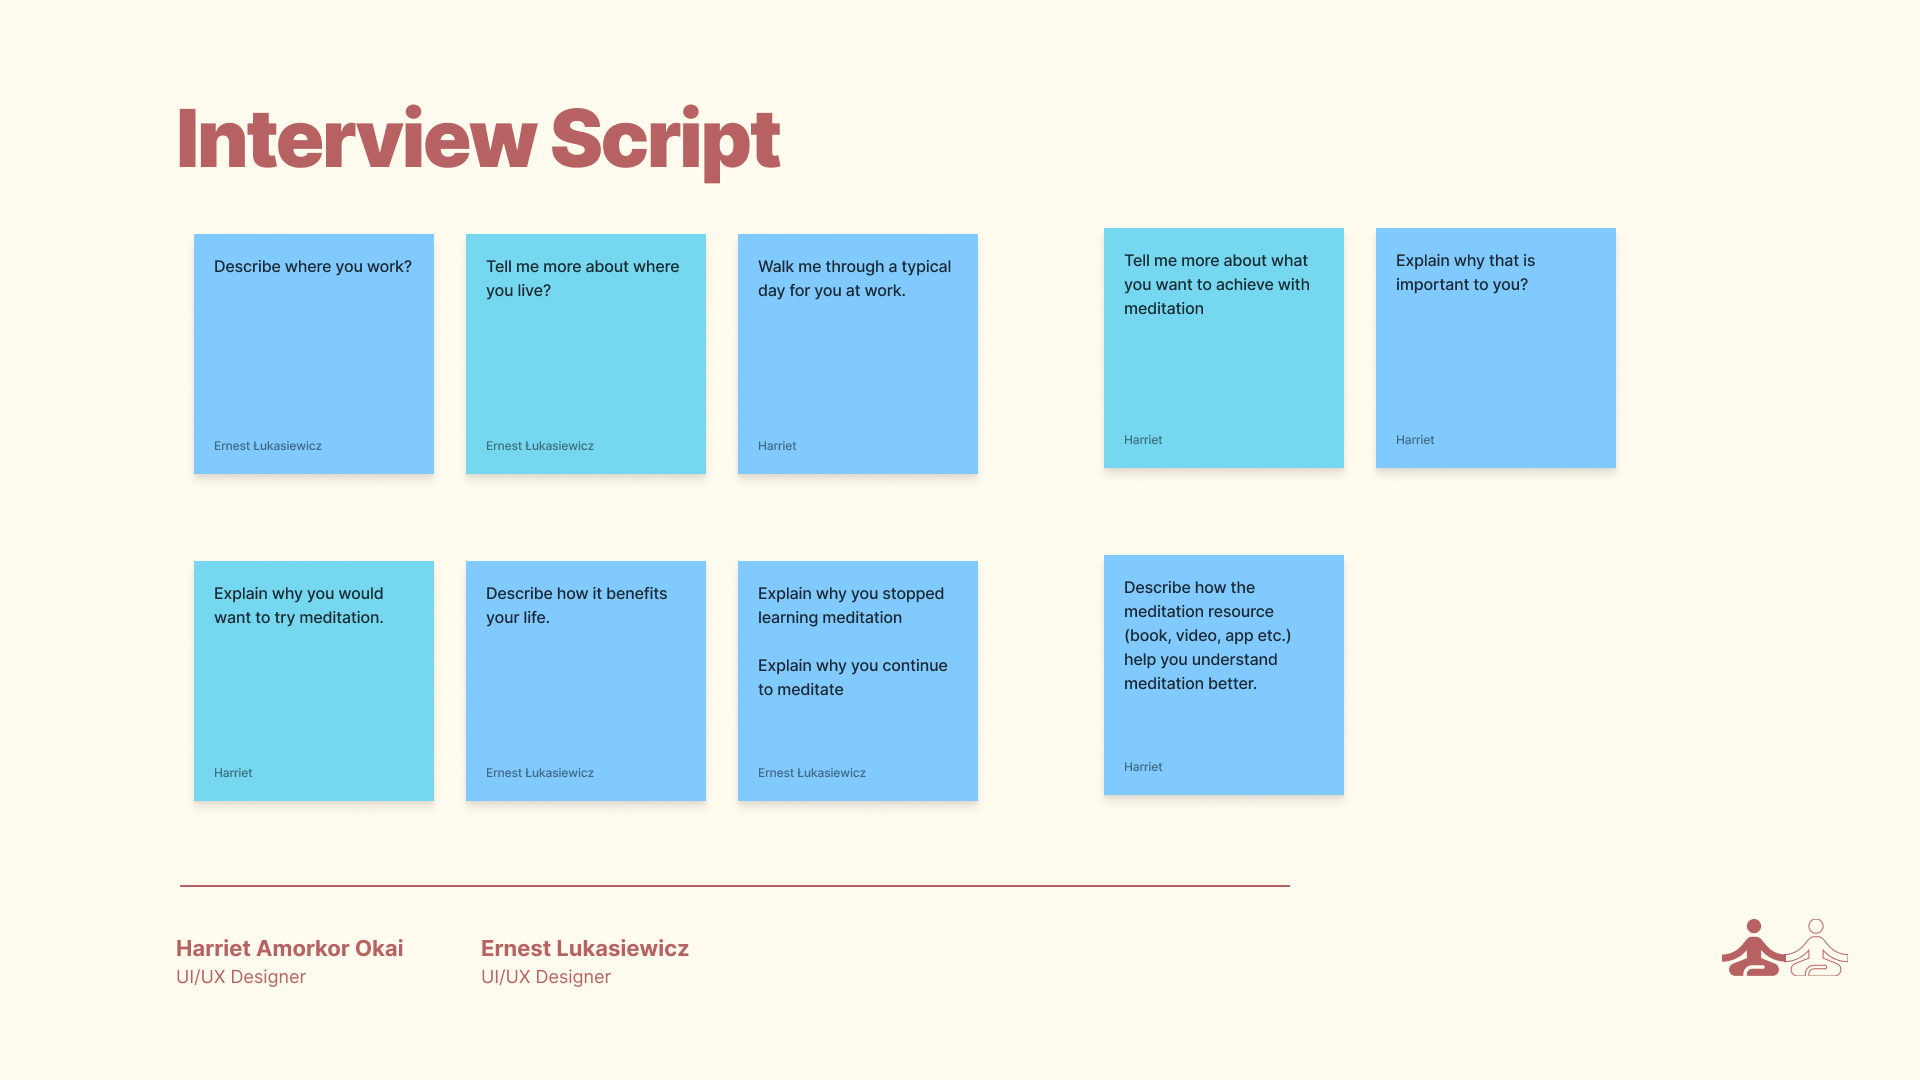 Interview Script
Describe where you work?
Ernest Łukasiewicz
Tell me more about where
you live?
Ernest Łukasiewicz
Walk me through a typical
day for you at work.
Harriet
Tell me more about what
you want to achieve with
meditation
Harriet
Explain why that is
important to you?
Harriet
Explain why you would
want to try meditation.
Harriet
Describe how it benefits
your life.
Ernest Łukasiewicz
Explain why you stopped
learning meditation
Explain why you continue
to meditate
Ernest Łukasiewicz
Describe how the
meditation resource
(book, video, app etc.)
help you understand
meditation better.
Harriet
Harriet Amorkor Okai
UI/UX Designer
Ernest Lukasiewicz
UI/UX Designer